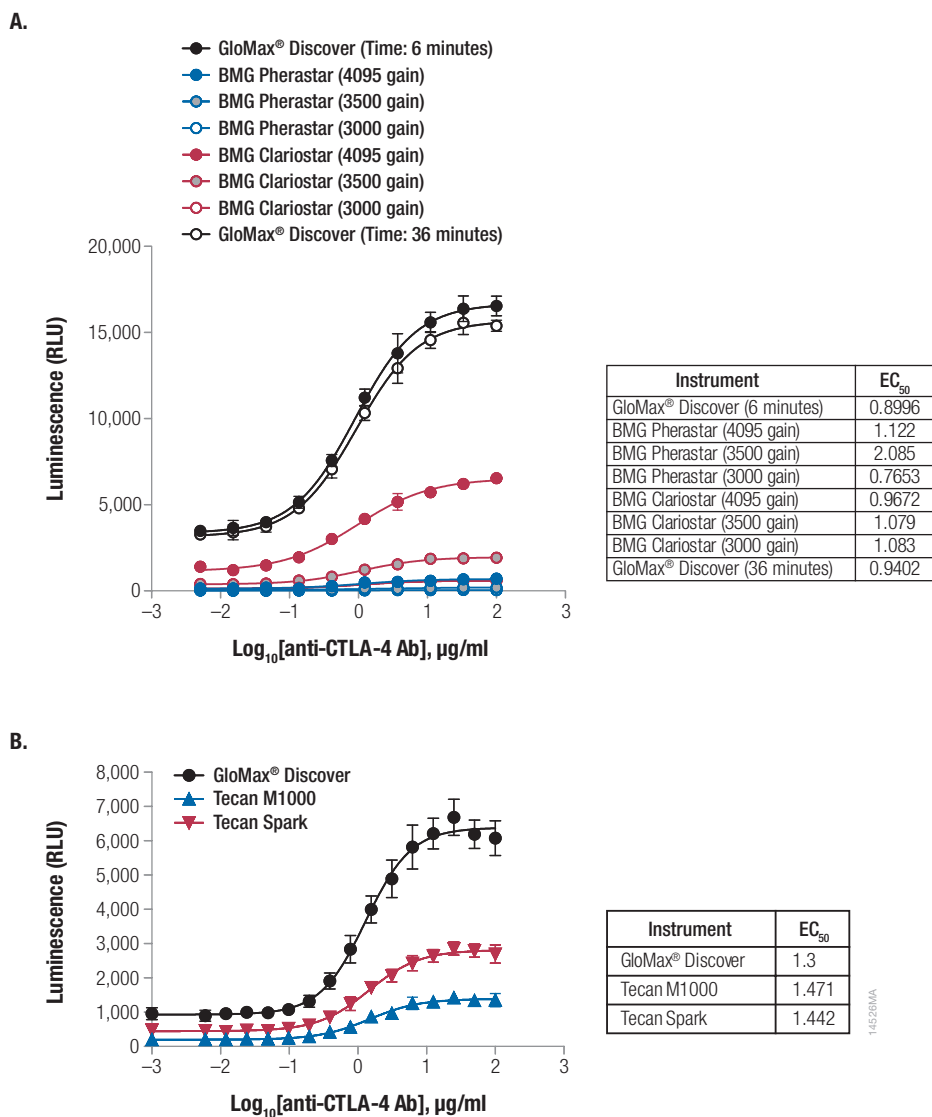 A.
GloMax® Discover (Time: 6 minutes)
BMG Pherastar (4095 gain)
BMG Pherastar (3500 gain)
BMG Pherastar (3000 gain)
BMG Clariostar (4095 gain)
BMG Clariostar (3500 gain)
BMG Clariostar (3000 gain)
GloMax® Discover (Time: 36 minutes)
20,000
15,000
10,000
5,000
0
Luminescence (RLU)
–3 –2 –1 0 1 2 3
Log₁₀[anti-CTLA-4 Ab], µg/ml
Instrument EC₅₀
GloMax® Discover (6 minutes) 0.8996
BMG Pherastar (4095 gain) 1.122
BMG Pherastar (3500 gain) 2.085
BMG Pherastar (3000 gain) 0.7653
BMG Clariostar (4095 gain) 0.9672
BMG Clariostar (3500 gain) 1.079
BMG Clariostar (3000 gain) 1.083
GloMax® Discover (36 minutes) 0.9402
B.
GloMax® Discover
Tecan M1000
Tecan Spark
8,000
7,000
6,000
5,000
4,000
3,000
2,000
1,000
0
Luminescence (RLU)
–3 –2 –1 0 1 2 3
Log₁₀[anti-CTLA-4 Ab], µg/ml
Instrument EC₅₀
GloMax® Discover 1.3
Tecan M1000 1.471
Tecan Spark 1.442
14526MA